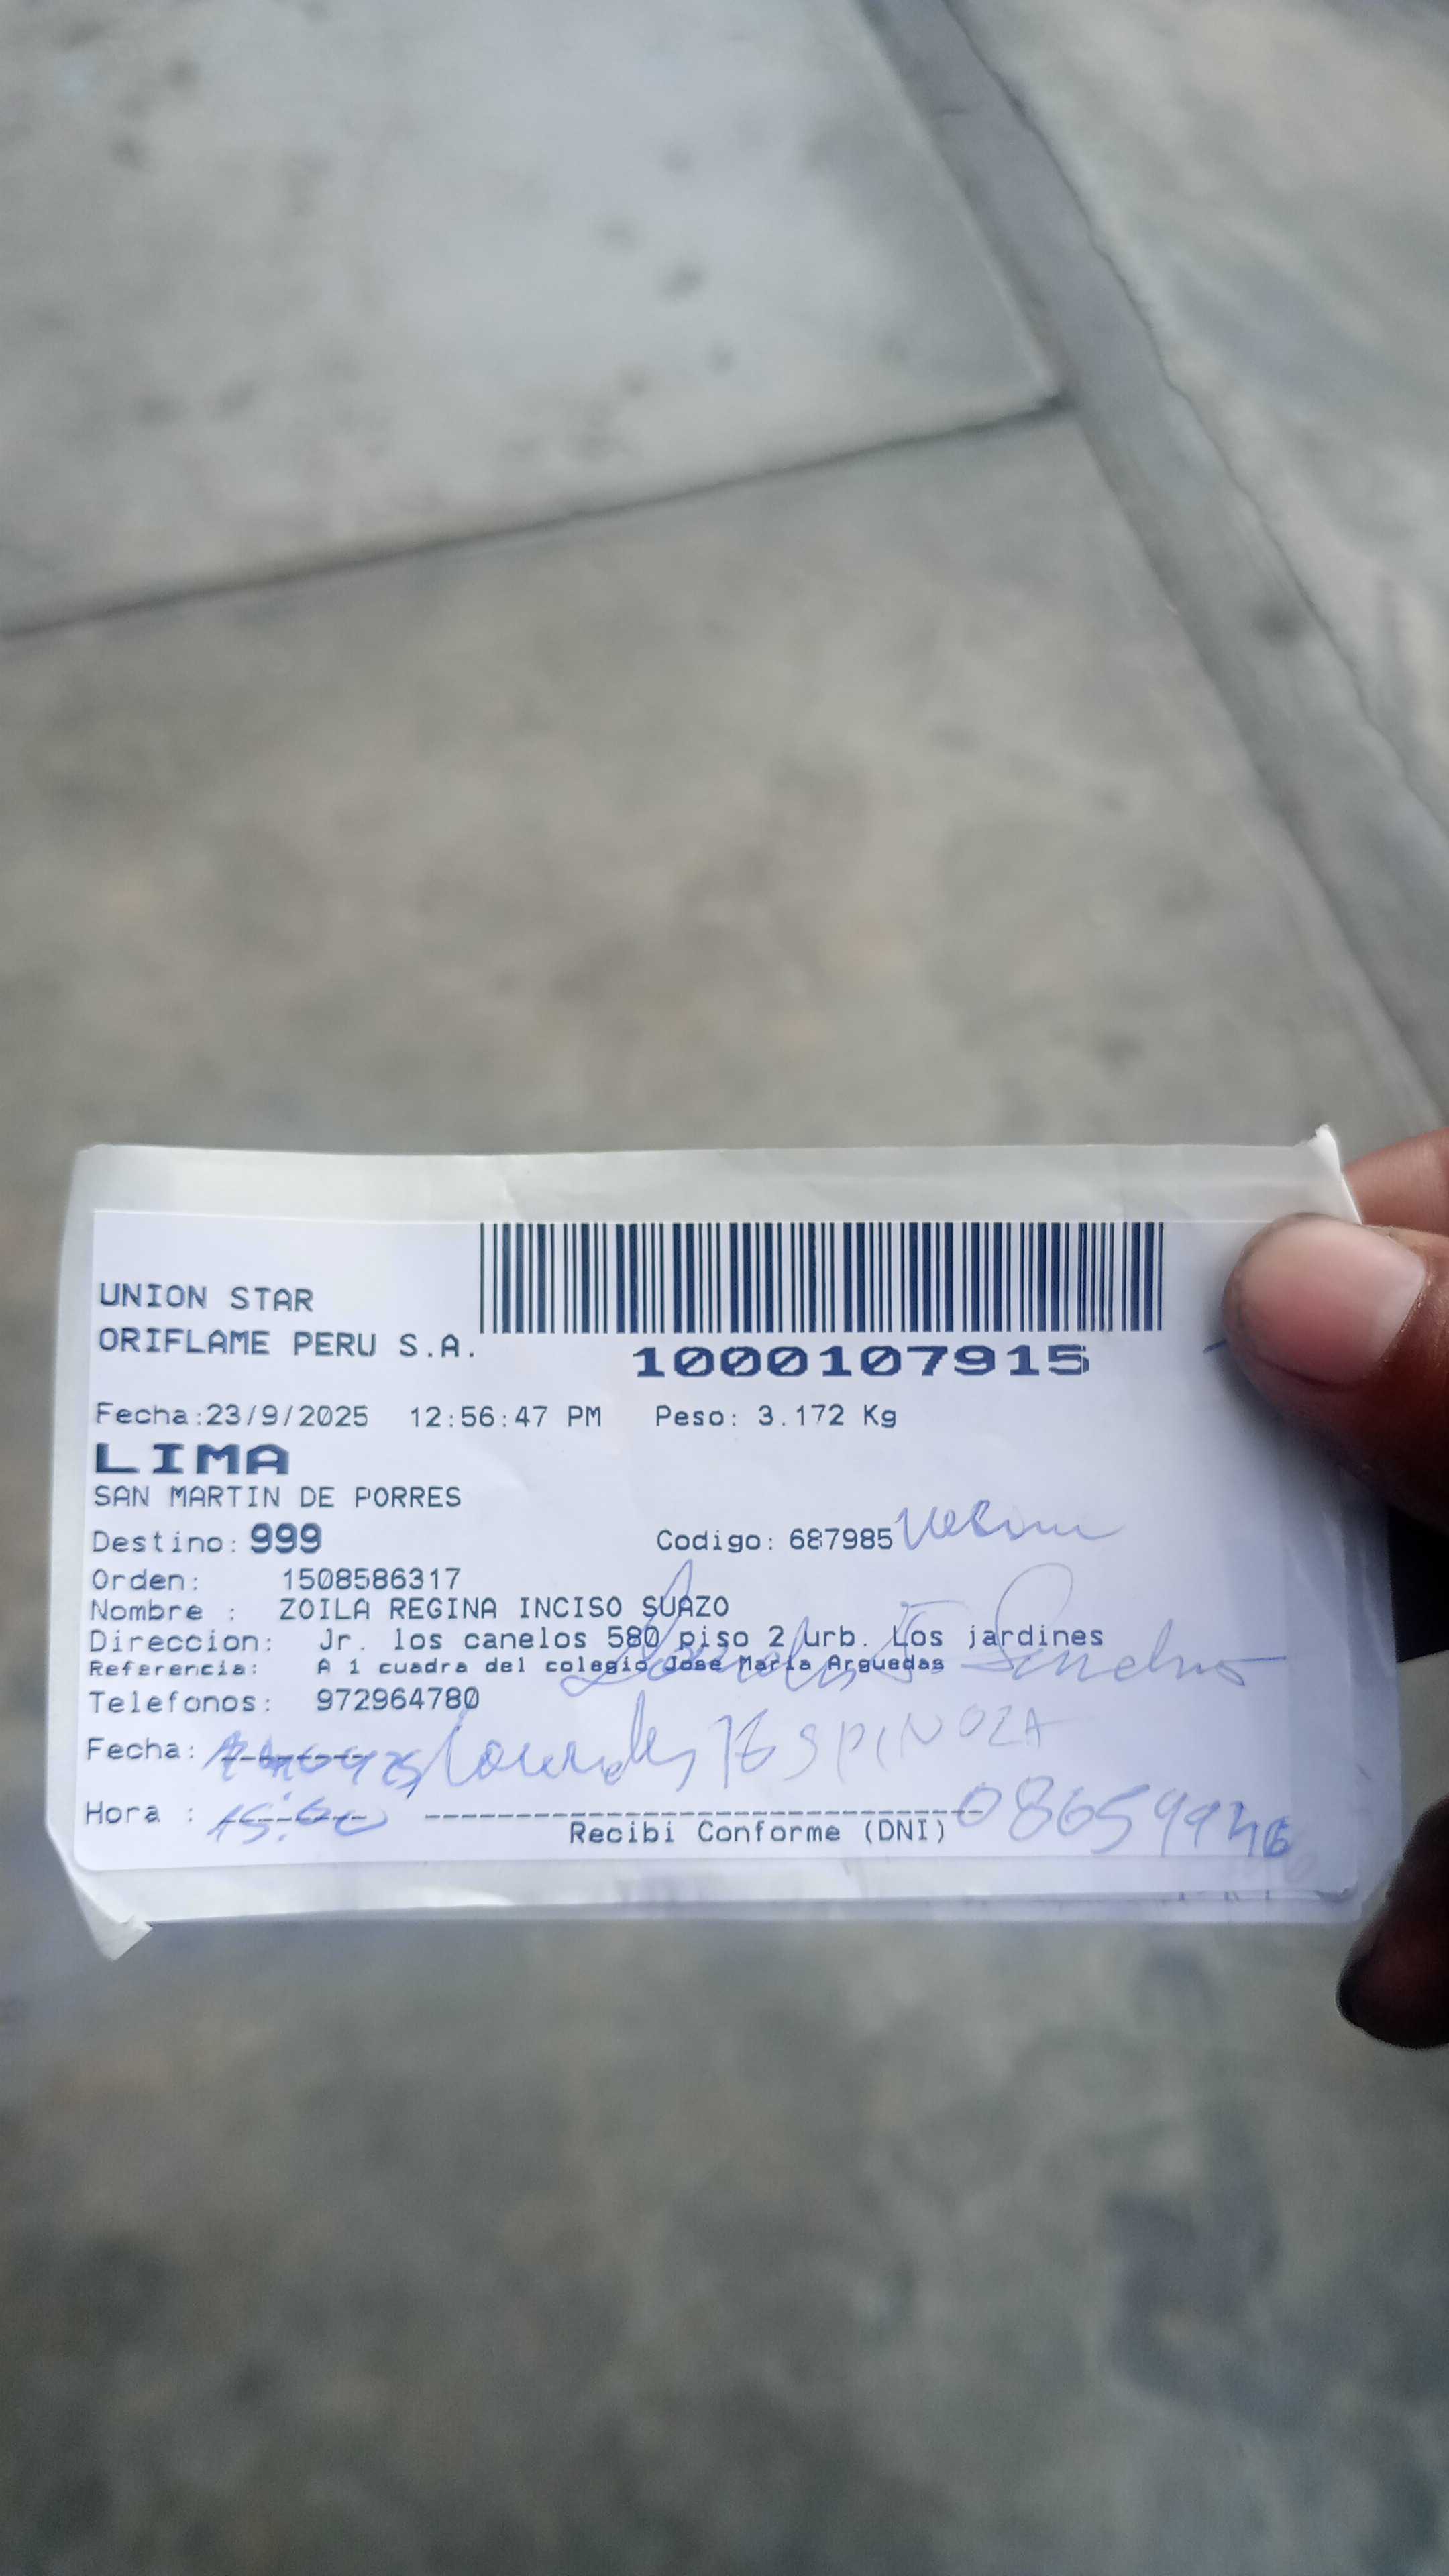 UNION STAR
ORIFLAME PERU S.A.
1000107915
Fecha:23/9/2025 12:56:47 PM Peso: 3.172 Kg
LIMA
SAN MARTIN DE PORRES
Destino: 999 Codigo: 687985
Orden: 1508586317
Nombre : ZOILA REGINA INCISO SUAZO
Direccion: Jr. los canelos 580 piso 2 urb. Los jardines
Referencia: A 1 cuadra del colegio Jose Maria Arguedas
Telefonos: 972964780
Fecha: Lourdes ESPINOZA
Hora :
Recibi Conforme (DNI)